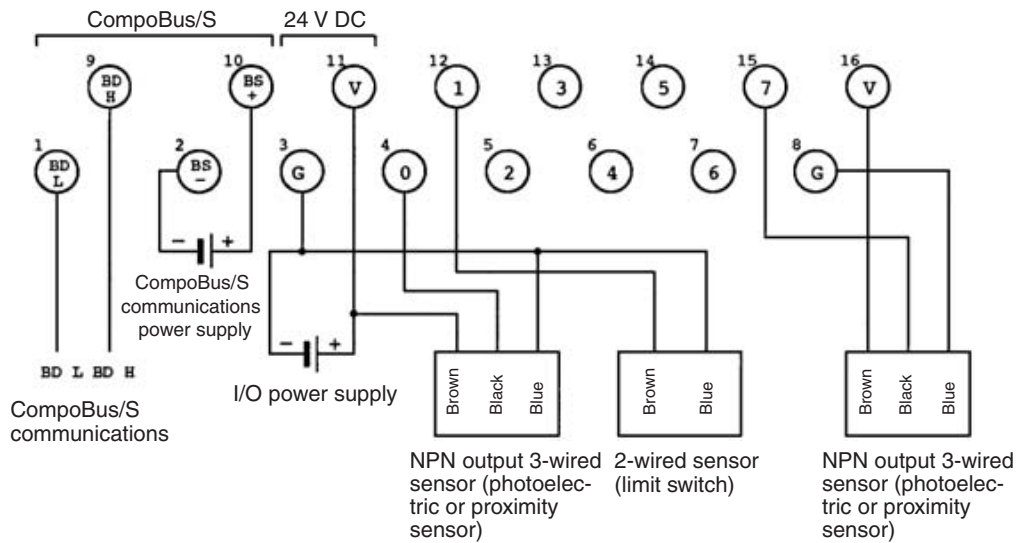 CompoBus/S 24 V DC
9 10 11 12 13 14 15 16
BD H BS + V 1 3 5 7 V
1 2 3 4 5 6 7 8
BD L BS − G 0 2 4 6 G
− +
CompoBus/S
communications
power supply
− +
I/O power supply
BD L BD H
CompoBus/S
communications
Brown Black Blue
Brown Blue
Brown Black Blue
NPN output 3-wired
sensor (photoelec-
tric or proximity
sensor)
2-wired sensor
(limit switch)
NPN output 3-wired
sensor (photoelec-
tric or proximity
sensor)